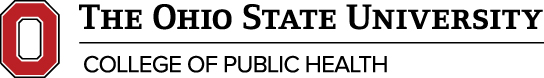 THE OHIO STATE UNIVERSITY
COLLEGE OF PUBLIC HEALTH